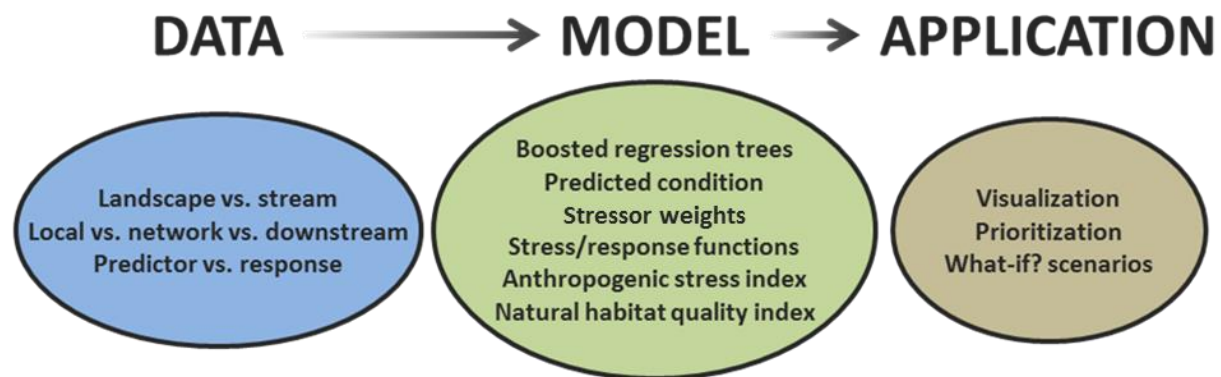 DATA MODEL APPLICATION
Landscape vs. stream
Local vs. network vs. downstream
Predictor vs. response
Boosted regression trees
Predicted condition
Stressor weights
Stress/response functions
Anthropogenic stress index
Natural habitat quality index
Visualization
Prioritization
What-if? scenarios